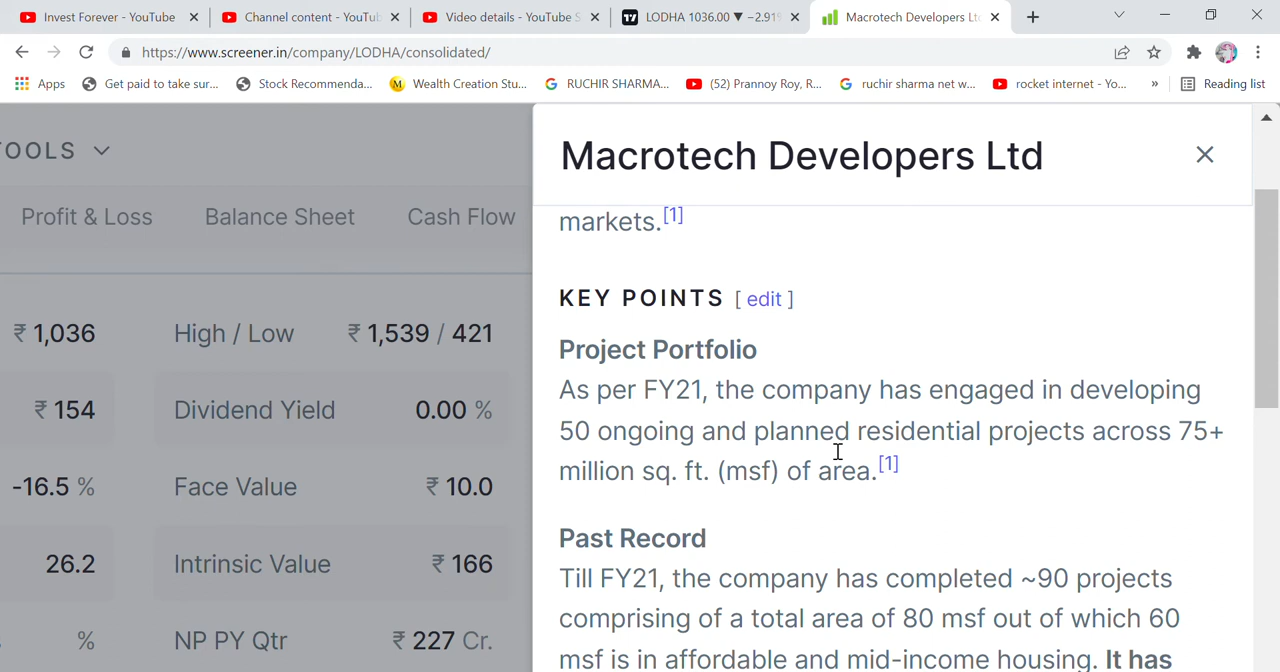 Invest Forever - YouTube
Channel content - YouTu
Video details - YouTube S
LODHA 1036.00 ▼ −2.91%
Macrotech Developers Lt
https://www.screener.in/company/LODHA/consolidated/
Apps
Get paid to take sur...
Stock Recommenda...
Wealth Creation Stu...
RUCHIR SHARMA...
(52) Prannoy Roy, R...
ruchir sharma net w...
rocket internet - Yo...
»
Reading list
TOOLS
Profit & Loss
Balance Sheet
Cash Flow
₹ 1,036
High / Low
₹ 1,539 / 421
₹ 154
Dividend Yield
0.00 %
-16.5 %
Face Value
₹ 10.0
26.2
Intrinsic Value
₹ 166
%
NP PY Qtr
₹ 227 Cr.
Macrotech Developers Ltd
markets.[1]
KEY POINTS [ edit ]
Project Portfolio
As per FY21, the company has engaged in developing
50 ongoing and planned residential projects across 75+
million sq. ft. (msf) of area.[1]
Past Record
Till FY21, the company has completed ~90 projects
comprising of a total area of 80 msf out of which 60
msf is in affordable and mid-income housing. It has